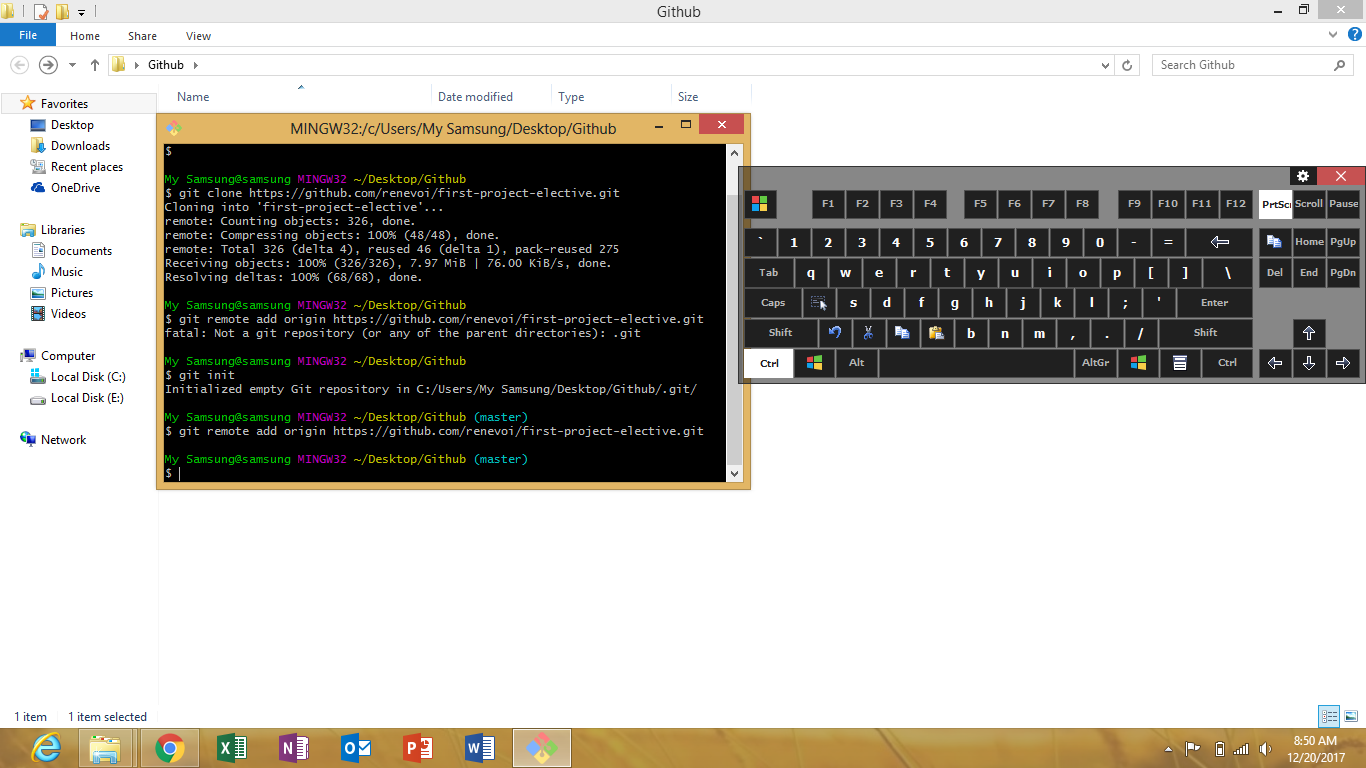 Github
File Home Share View
Github
Search Github
Name Date modified Type Size
Favorites
Desktop
Downloads
Recent places
OneDrive
Libraries
Documents
Music
Pictures
Videos
Computer
Local Disk (C:)
Local Disk (E:)
Network
MINGW32:/c/Users/My Samsung/Desktop/Github
$
My Samsung@samsung MINGW32 ~/Desktop/Github
$ git clone https://github.com/renevoi/first-project-elective.git
Cloning into 'first-project-elective'...
remote: Counting objects: 326, done.
remote: Compressing objects: 100% (48/48), done.
remote: Total 326 (delta 4), reused 46 (delta 1), pack-reused 275
Receiving objects: 100% (326/326), 7.97 MiB | 76.00 KiB/s, done.
Resolving deltas: 100% (68/68), done.
My Samsung@samsung MINGW32 ~/Desktop/Github
$ git remote add origin https://github.com/renevoi/first-project-elective.git
fatal: Not a git repository (or any of the parent directories): .git
My Samsung@samsung MINGW32 ~/Desktop/Github
$ git init
Initialized empty Git repository in C:/Users/My Samsung/Desktop/Github/.git/
My Samsung@samsung MINGW32 ~/Desktop/Github (master)
$ git remote add origin https://github.com/renevoi/first-project-elective.git
My Samsung@samsung MINGW32 ~/Desktop/Github (master)
$
F1 F2 F3 F4 F5 F6 F7 F8 F9 F10 F11 F12 PrtScr Scroll Pause
` 1 2 3 4 5 6 7 8 9 0 - = Home PgUp
Tab q w e r t y u i o p [ ] \ Del End PgDn
Caps s d f g h j k l ; ' Enter
Shift b n m , . / Shift
Ctrl Alt AltGr Ctrl
1 item 1 item selected
8:50 AM
12/20/2017